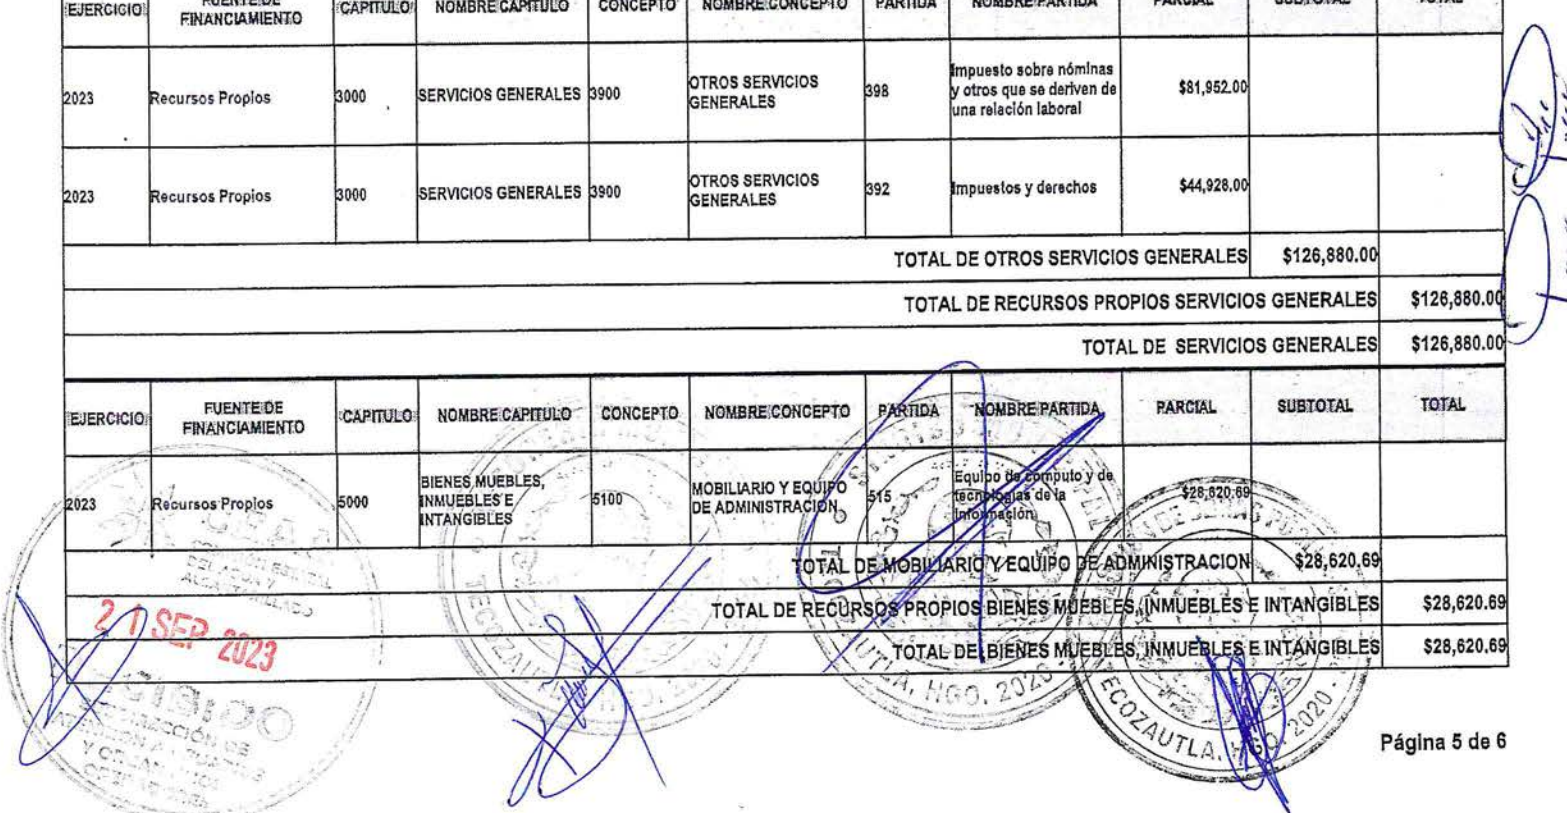 EJERCICIO FUENTE DE FINANCIAMIENTO CAPITULO NOMBRE CAPITULO CONCEPTO NOMBRE CONCEPTO PARTIDA NOMBRE PARTIDA PARCIAL SUBTOTAL TOTAL
2023 Recursos Propios 3000 SERVICIOS GENERALES 3900 OTROS SERVICIOS GENERALES 398 Impuesto sobre nóminas y otros que se deriven de una relación laboral $81,952.00
2023 Recursos Propios 3000 SERVICIOS GENERALES 3900 OTROS SERVICIOS GENERALES 392 Impuestos y derechos $44,928.00
TOTAL DE OTROS SERVICIOS GENERALES $126,880.00
TOTAL DE RECURSOS PROPIOS SERVICIOS GENERALES $126,880.00
TOTAL DE SERVICIOS GENERALES $126,880.00
EJERCICIO FUENTE DE FINANCIAMIENTO CAPITULO NOMBRE CAPITULO CONCEPTO NOMBRE CONCEPTO PARTIDA NOMBRE PARTIDA PARCIAL SUBTOTAL TOTAL
2023 Recursos Propios 5000 BIENES MUEBLES, INMUEBLES E INTANGIBLES 5100 MOBILIARIO Y EQUIPO DE ADMINISTRACION 515 Equipo de computo y de tecnologias de la información $28,620.69
TOTAL DE MOBILIARIO Y EQUIPO DE ADMINISTRACION $28,620.69
TOTAL DE RECURSOS PROPIOS BIENES MUEBLES, INMUEBLES E INTANGIBLES $28,620.69
TOTAL DE BIENES MUEBLES, INMUEBLES E INTANGIBLES $28,620.69
21 SEP 2023
HGO. 2020
TECOZAUTLA, HGO. 2020
Página 5 de 6